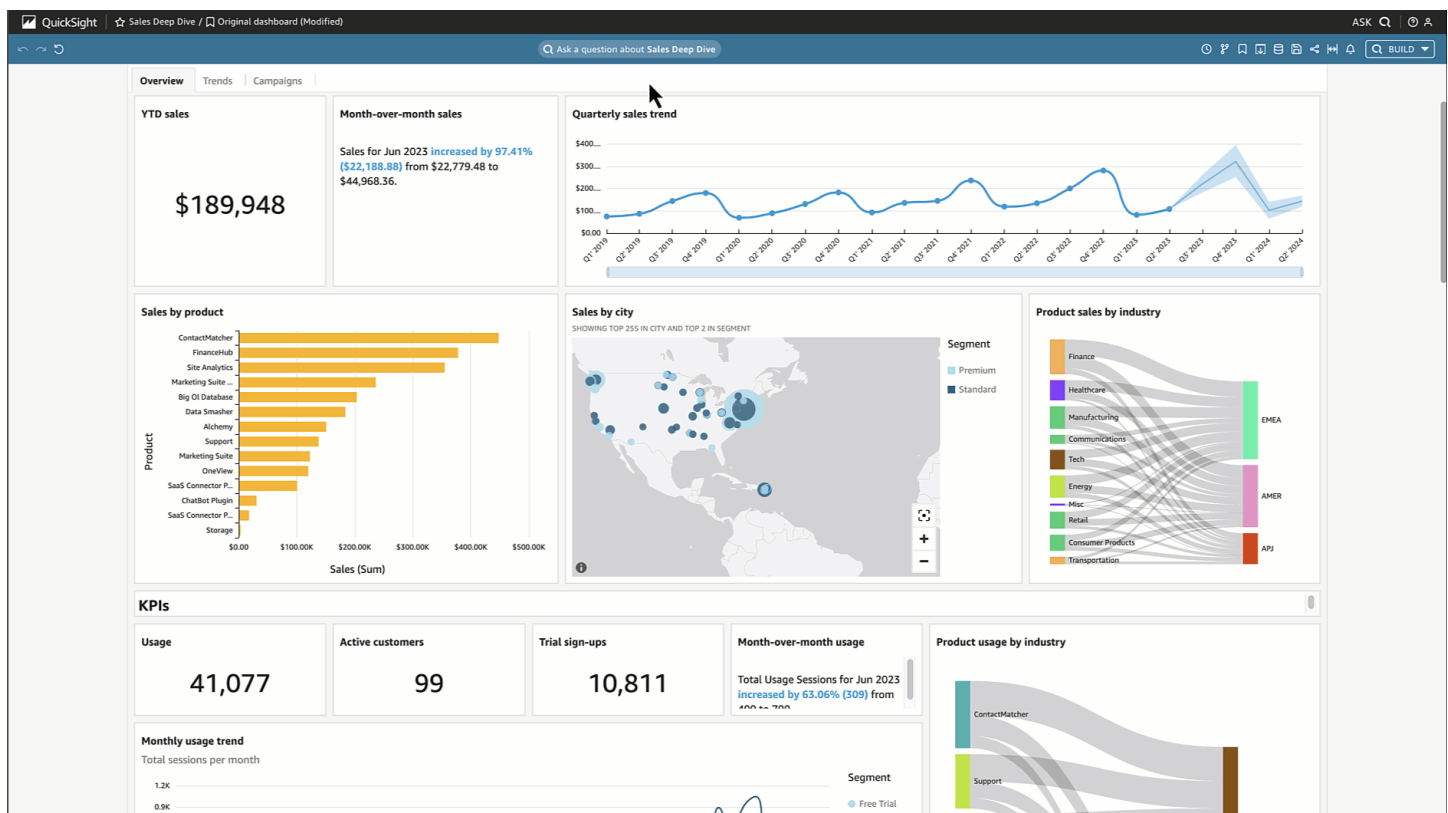 QuickSight
Sales Deep Dive / Original dashboard (Modified)
ASK
Ask a question about Sales Deep Dive
BUILD
Overview
Trends
Campaigns
YTD sales
$189,948
Month-over-month sales
Sales for Jun 2023 increased by 97.41%
($22,188.88) from $22,779.48 to
$44,968.36.
Quarterly sales trend
$400...
$300...
$200...
$100...
$0.00
Q1' 2019
Q2' 2019
Q3' 2019
Q4' 2019
Q1' 2020
Q2' 2020
Q3' 2020
Q4' 2020
Q1' 2021
Q2' 2021
Q3' 2021
Q4' 2021
Q1' 2022
Q2' 2022
Q3' 2022
Q4' 2022
Q1' 2023
Q2' 2023
Q3' 2023
Q4' 2023
Q1' 2024
Q2' 2024
Sales by product
Product
ContactMatcher
FinanceHub
Site Analytics
Marketing Suite ...
Big Ol Database
Data Smasher
Alchemy
Support
Marketing Suite
OneView
SaaS Connector P...
ChatBot Plugin
SaaS Connector P...
Storage
$0.00
$100.00K
$200.00K
$300.00K
$400.00K
$500.00K
Sales (Sum)
Sales by city
SHOWING TOP 255 IN CITY AND TOP 2 IN SEGMENT
Segment
Premium
Standard
Product sales by industry
Finance
Healthcare
Manufacturing
Communications
Tech
Energy
Misc
Retail
Consumer Products
Transportation
EMEA
AMER
APJ
KPIs
Usage
41,077
Active customers
99
Trial sign-ups
10,811
Month-over-month usage
Total Usage Sessions for Jun 2023
increased by 63.06% (309) from
Product usage by industry
ContactMatcher
Support
Monthly usage trend
Total sessions per month
1.2K
0.9K
Segment
Free Trial